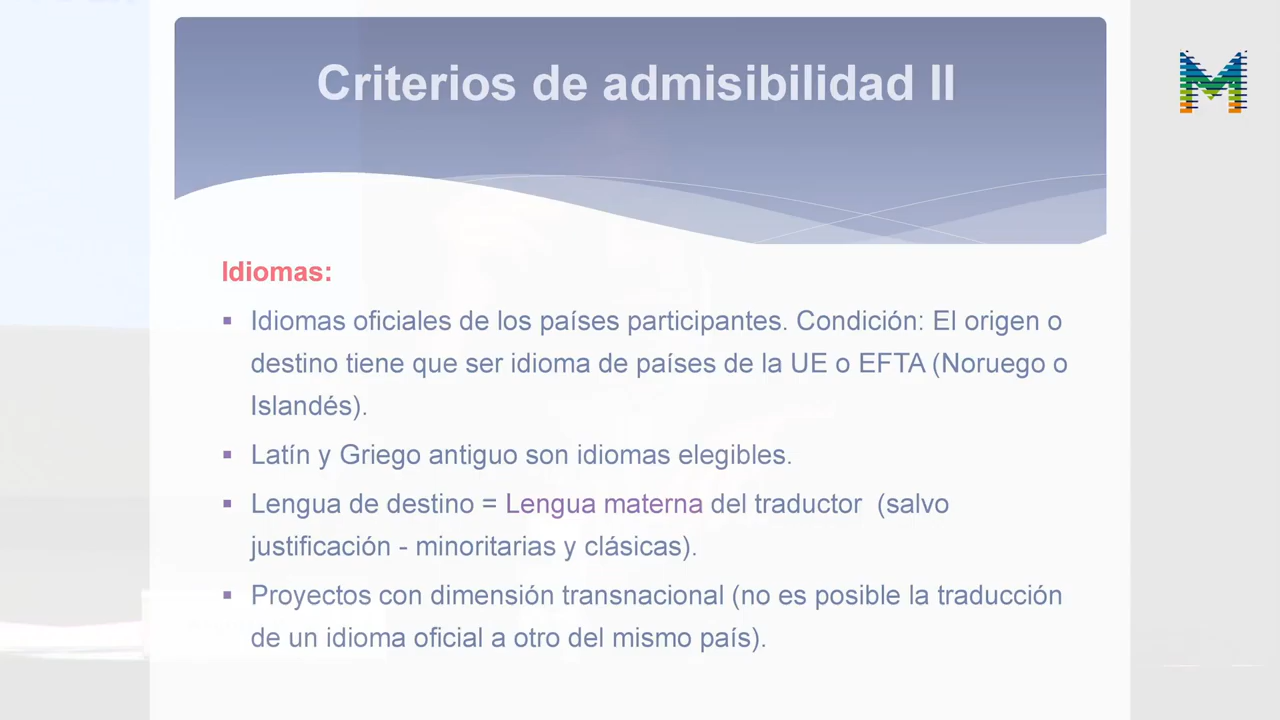 Criterios de admisibilidad II
Idiomas:
▪ Idiomas oficiales de los países participantes. Condición: El origen o
destino tiene que ser idioma de países de la UE o EFTA (Noruego o
Islandés).
▪ Latín y Griego antiguo son idiomas elegibles.
▪ Lengua de destino = Lengua materna del traductor (salvo
justificación - minoritarias y clásicas).
▪ Proyectos con dimensión transnacional (no es posible la traducción
de un idioma oficial a otro del mismo país).
M